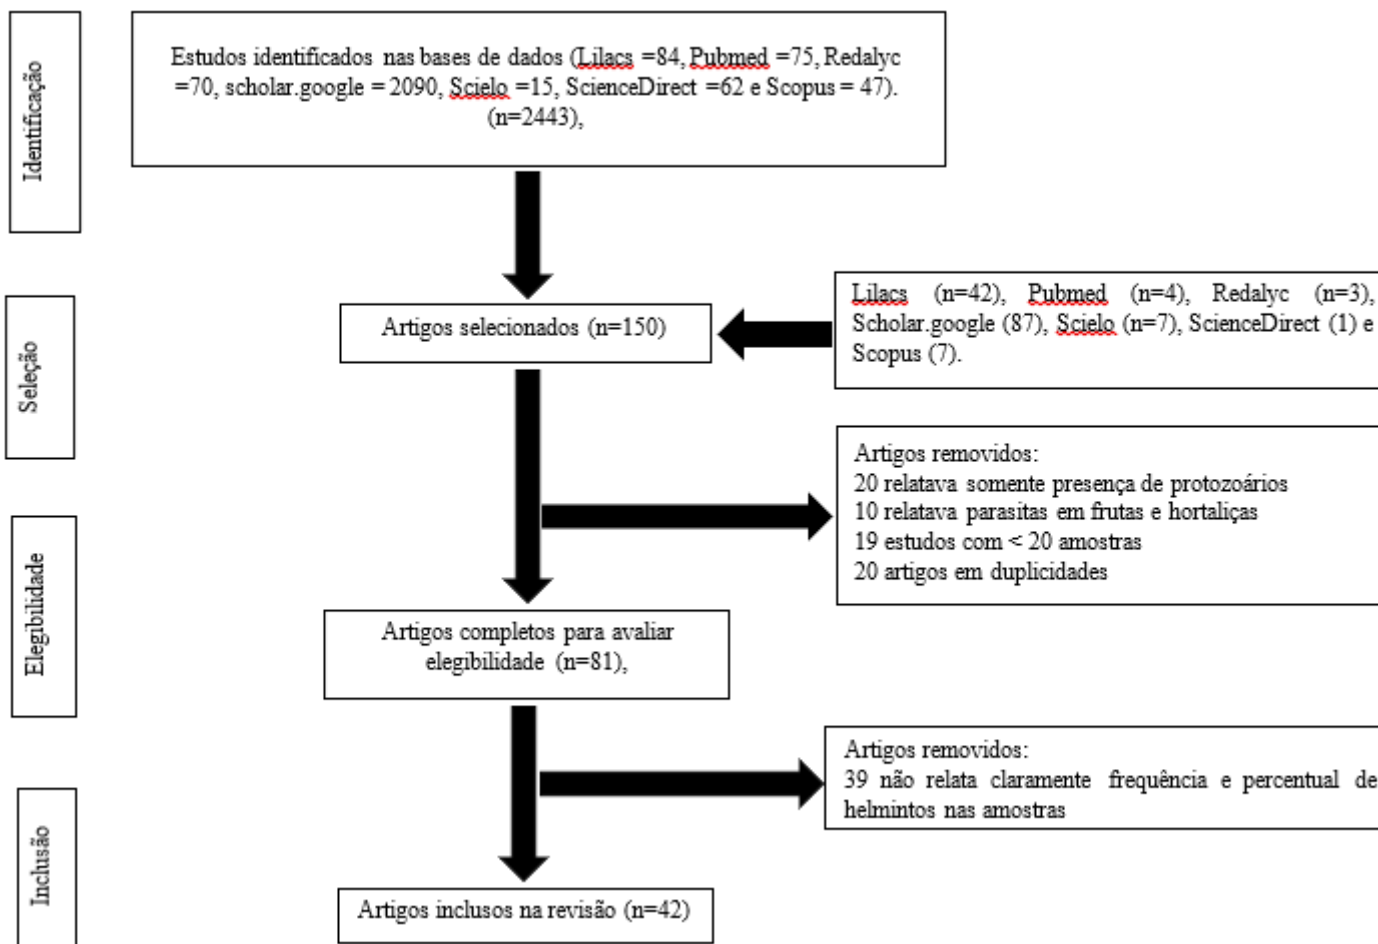 Identificação
Estudos identificados nas bases de dados (Lilacs =84, Pubmed =75, Redalyc
=70, scholar.google = 2090, Scielo =15, ScienceDirect =62 e Scopus = 47).
(n=2443),
Seleção
Artigos selecionados (n=150)
Lilacs (n=42), Pubmed (n=4), Redalyc (n=3),
Scholar.google (87), Scielo (n=7), ScienceDirect (1) e
Scopus (7).
Artigos removidos:
20 relatava somente presença de protozoários
10 relatava parasitas em frutas e hortaliças
19 estudos com < 20 amostras
20 artigos em duplicidades
Elegibilidade
Artigos completos para avaliar
elegibilidade (n=81),
Artigos removidos:
39 não relata claramente frequência e percentual de
helmintos nas amostras
Inclusão
Artigos inclusos na revisão (n=42)